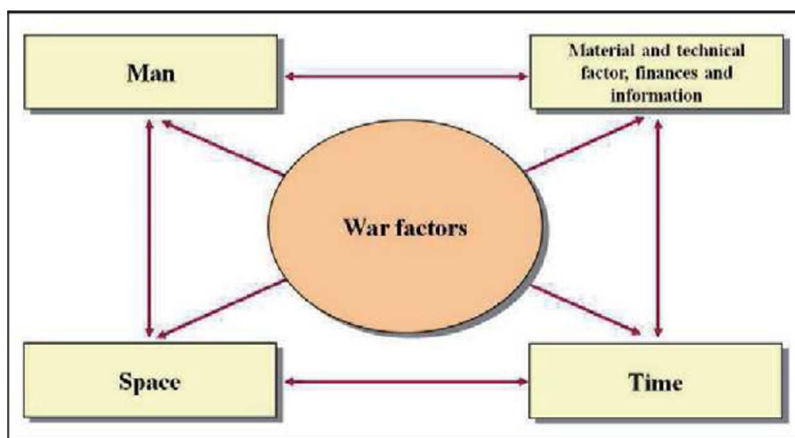 Man
Material and technical
factor, finances and
information
War factors
Space
Time